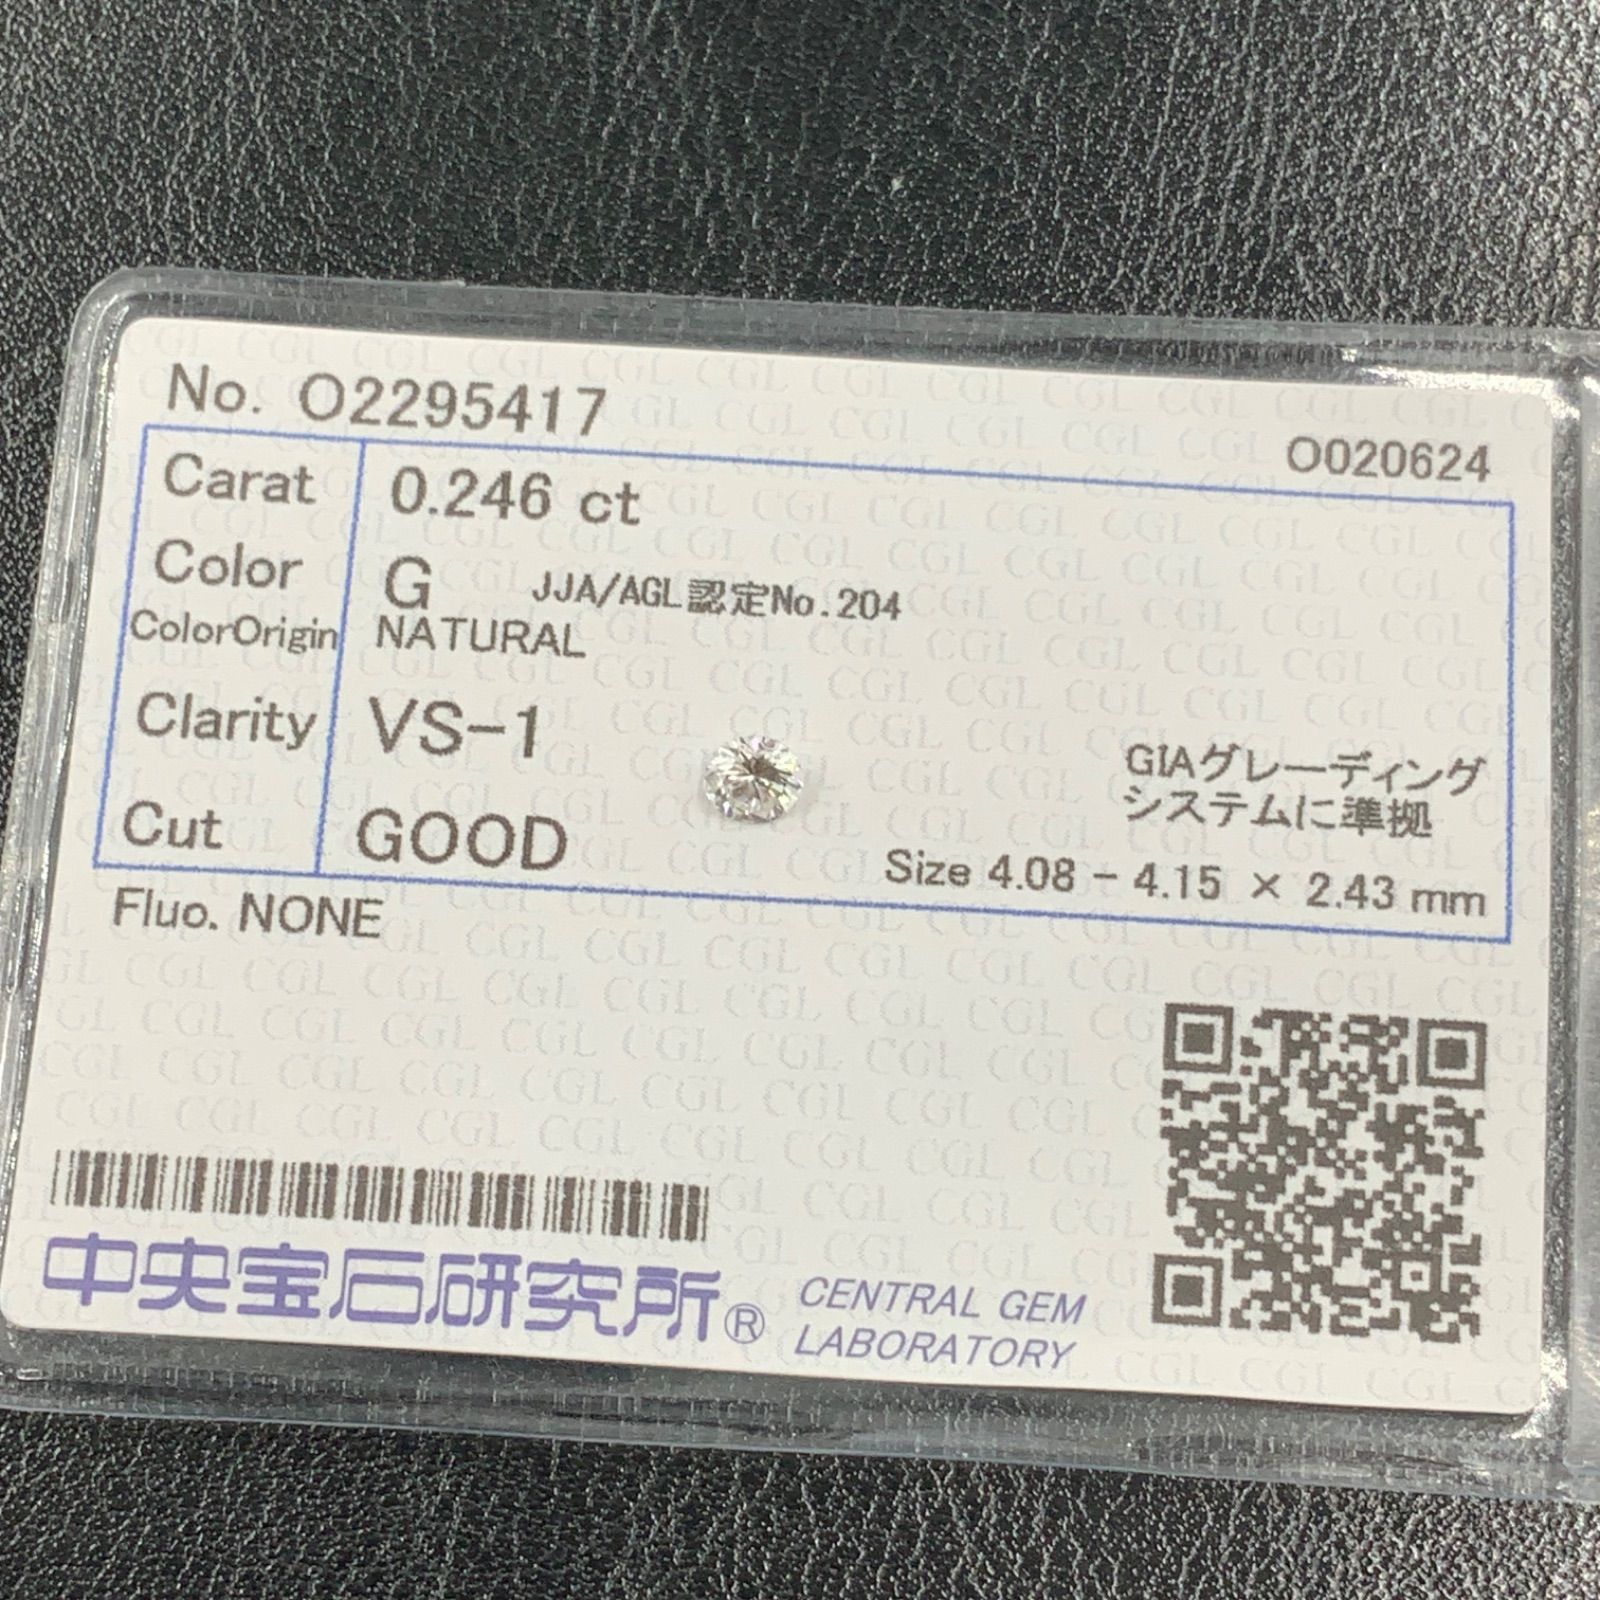 No. O2295417
O020624
Carat 0.246 ct
Color G JJA/AGL認定No.204
ColorOrigin NATURAL
Clarity VS-1
GIAグレーディング
システムに準拠
Cut GOOD
Size 4.08 - 4.15 × 2.43 mm
Fluo. NONE
中央宝石研究所® CENTRAL GEM
LABORATORY